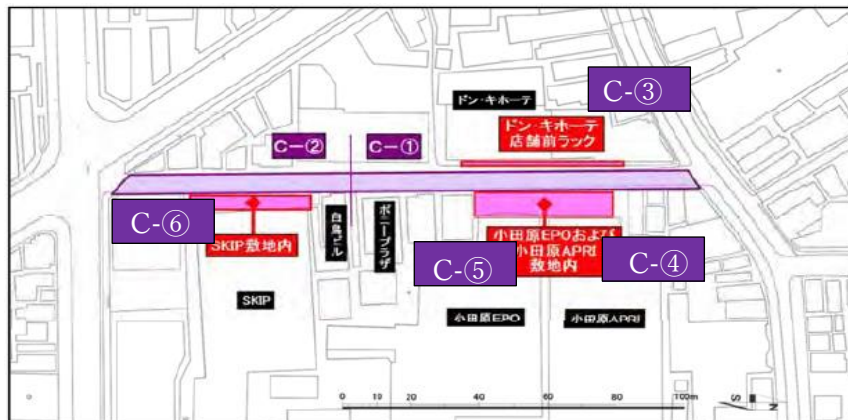 C-③
ドン・キホーテ
ドン・キホーテ
店舗前ラック
C-②
C-①
C-⑥
SKIP敷地内
白鳥ビル
ポニープラザ
小田原EPOおよび
小田原APRI
敷地内
C-⑤
C-④
SKIP
小田原EPO
小田原APRI
0 10 20 40 60 80 100m
S
N